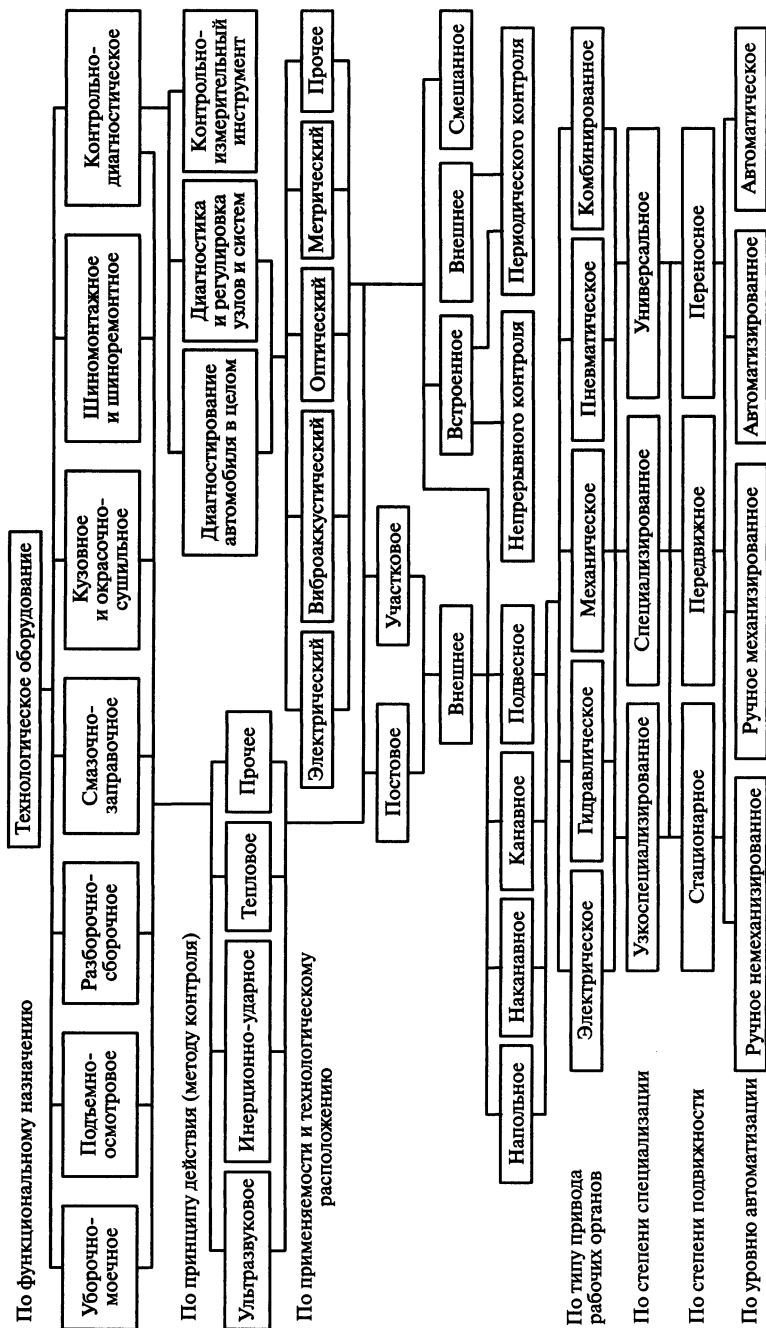 Технологическое оборудование
По функциональному назначению
Уборочно-
моечное
Подъемно-
осмотровое
Разборочно-
сборочное
Смазочно-
заправочное
Кузовное
и окрасочно-
сушильное
Шиномонтажное
и шиноремонтное
Контрольно-
диагностическое
По принципу действия (методу контроля)
Диагностирование
автомобиля в целом
Диагностика
и регулировка
узлов и систем
Контрольно-
измерительный
инструмент
Ультразвуковое
Инерционно-ударное
Тепловое
Прочее
Электрический
Виброаккустический
Оптический
Метрический
Прочее
По применяемости и технологическому
расположению
Постовое
Участковое
Внешнее
Встроенное
Внешнее
Смешанное
Напольное
Наканавное
Канавное
Подвесное
Непрерывного контроля
Периодического контроля
По типу привода
рабочих органов
Электрическое
Гидравлическое
Механическое
Пневматическое
Комбинированное
По степени специализации
Узкоспециализированное
Специализированное
Универсальное
По степени подвижности
Стационарное
Передвижное
Переносное
По уровню автоматизации
Ручное немеханизированное
Ручное механизированное
Автоматизированное
Автоматическое